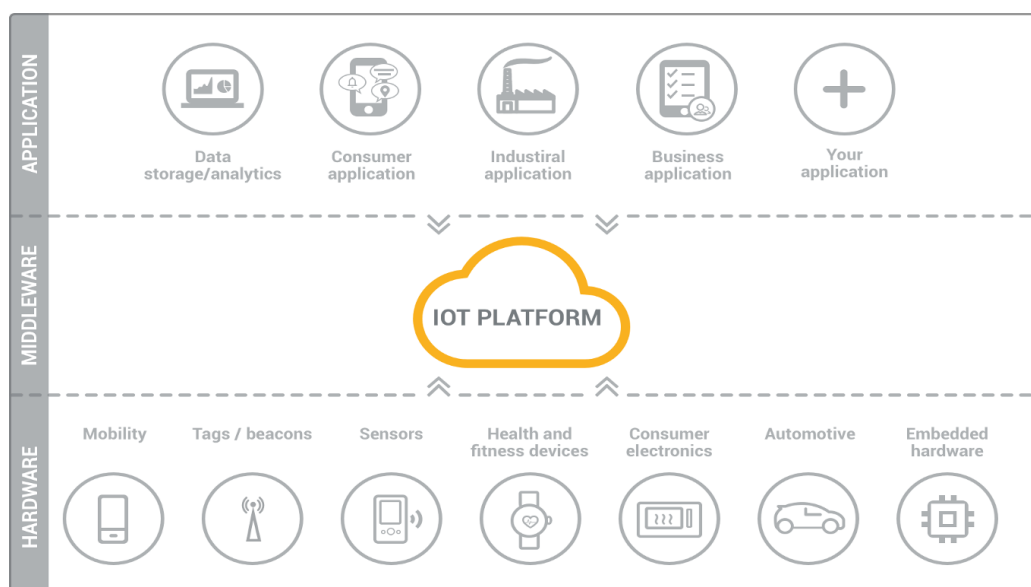 APPLICATION
Data
storage/analytics
Consumer
application
Industiral
application
Business
application
Your
application
MIDDLEWARE
IOT PLATFORM
HARDWARE
Mobility
Tags / beacons
Sensors
Health and
fitness devices
Consumer
electronics
Automotive
Embedded
hardware